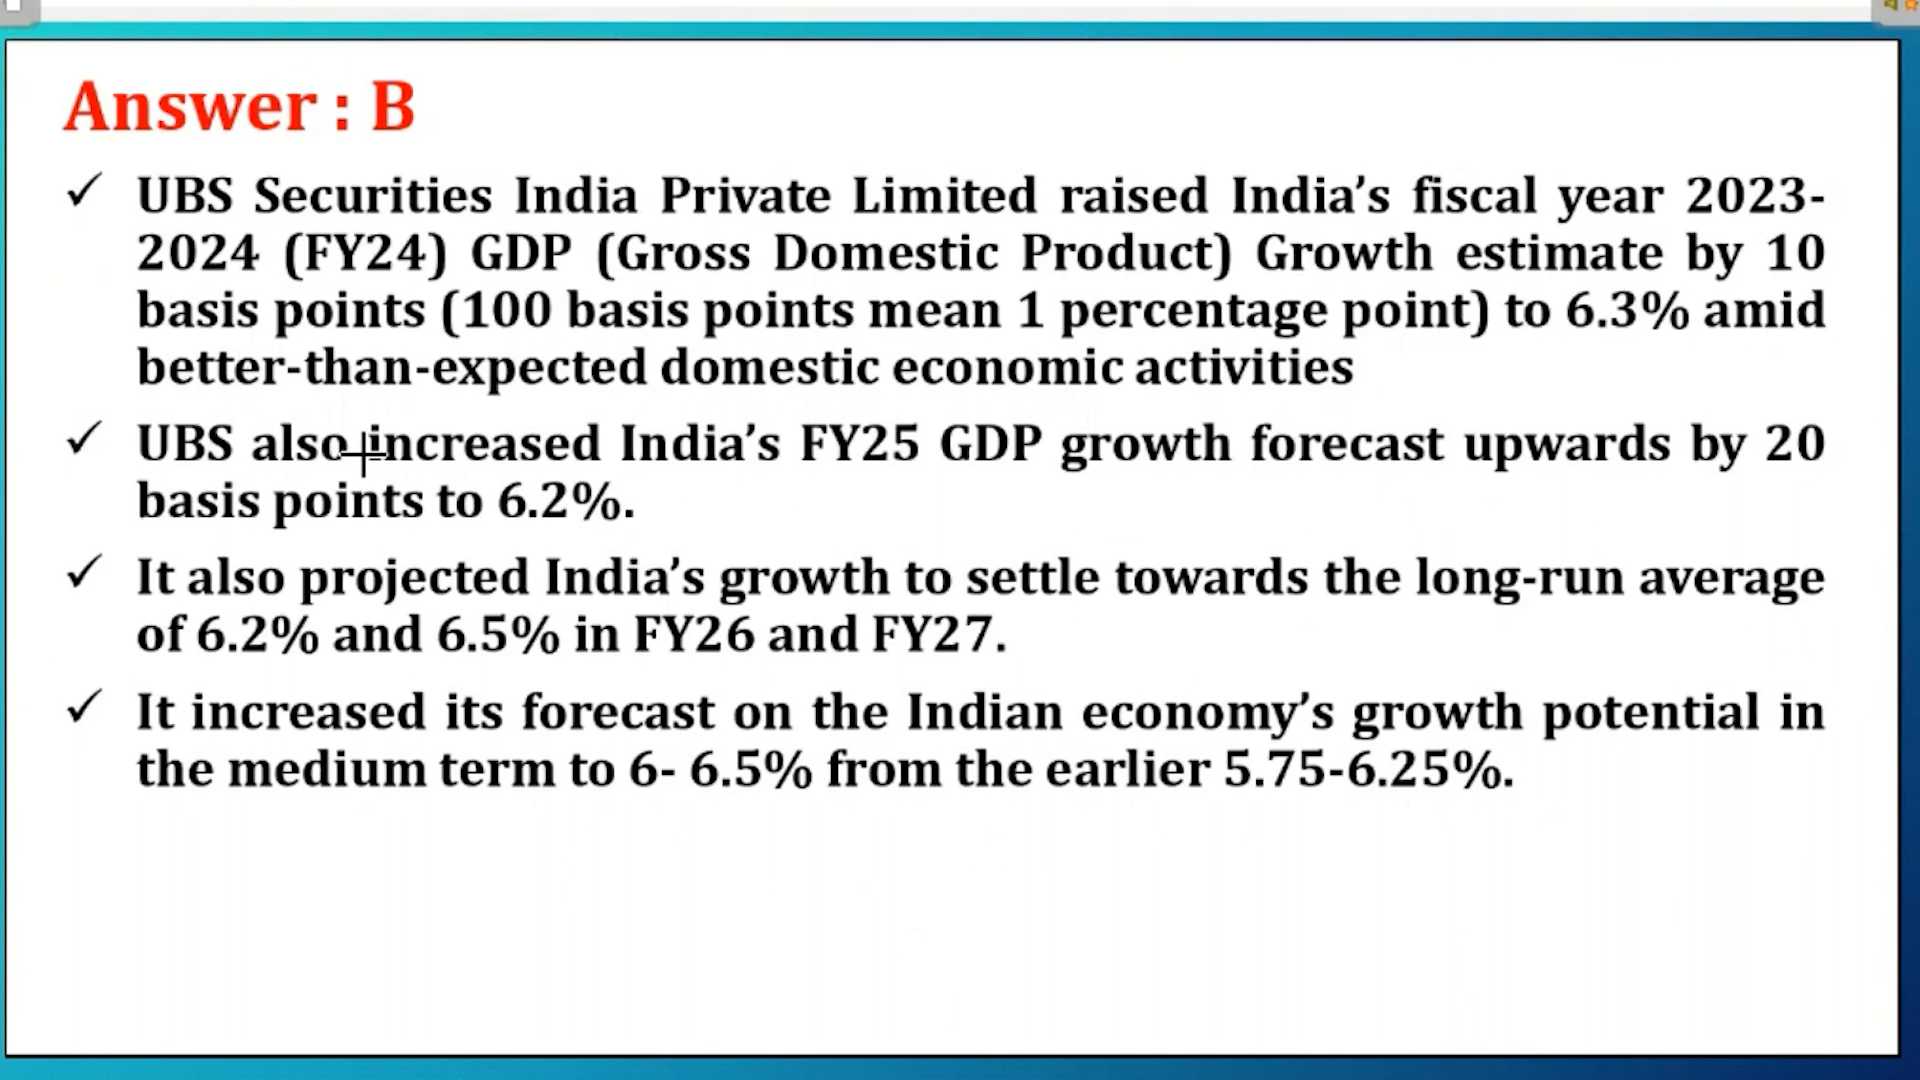 Answer : B
✓ UBS Securities India Private Limited raised India’s fiscal year 2023-
2024 (FY24) GDP (Gross Domestic Product) Growth estimate by 10
basis points (100 basis points mean 1 percentage point) to 6.3% amid
better-than-expected domestic economic activities
✓ UBS also increased India’s FY25 GDP growth forecast upwards by 20
basis points to 6.2%.
✓ It also projected India’s growth to settle towards the long-run average
of 6.2% and 6.5% in FY26 and FY27.
✓ It increased its forecast on the Indian economy’s growth potential in
the medium term to 6- 6.5% from the earlier 5.75-6.25%.